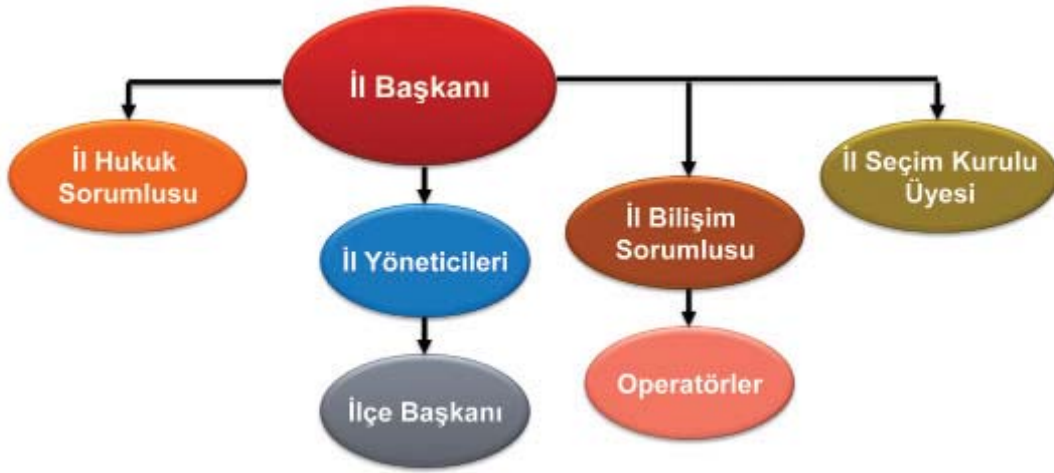 İl Başkanı
İl Hukuk
Sorumlusu
İl Seçim Kurulu
Üyesi
İl Yöneticileri
İl Bilişim
Sorumlusu
İlçe Başkanı
Operatörler